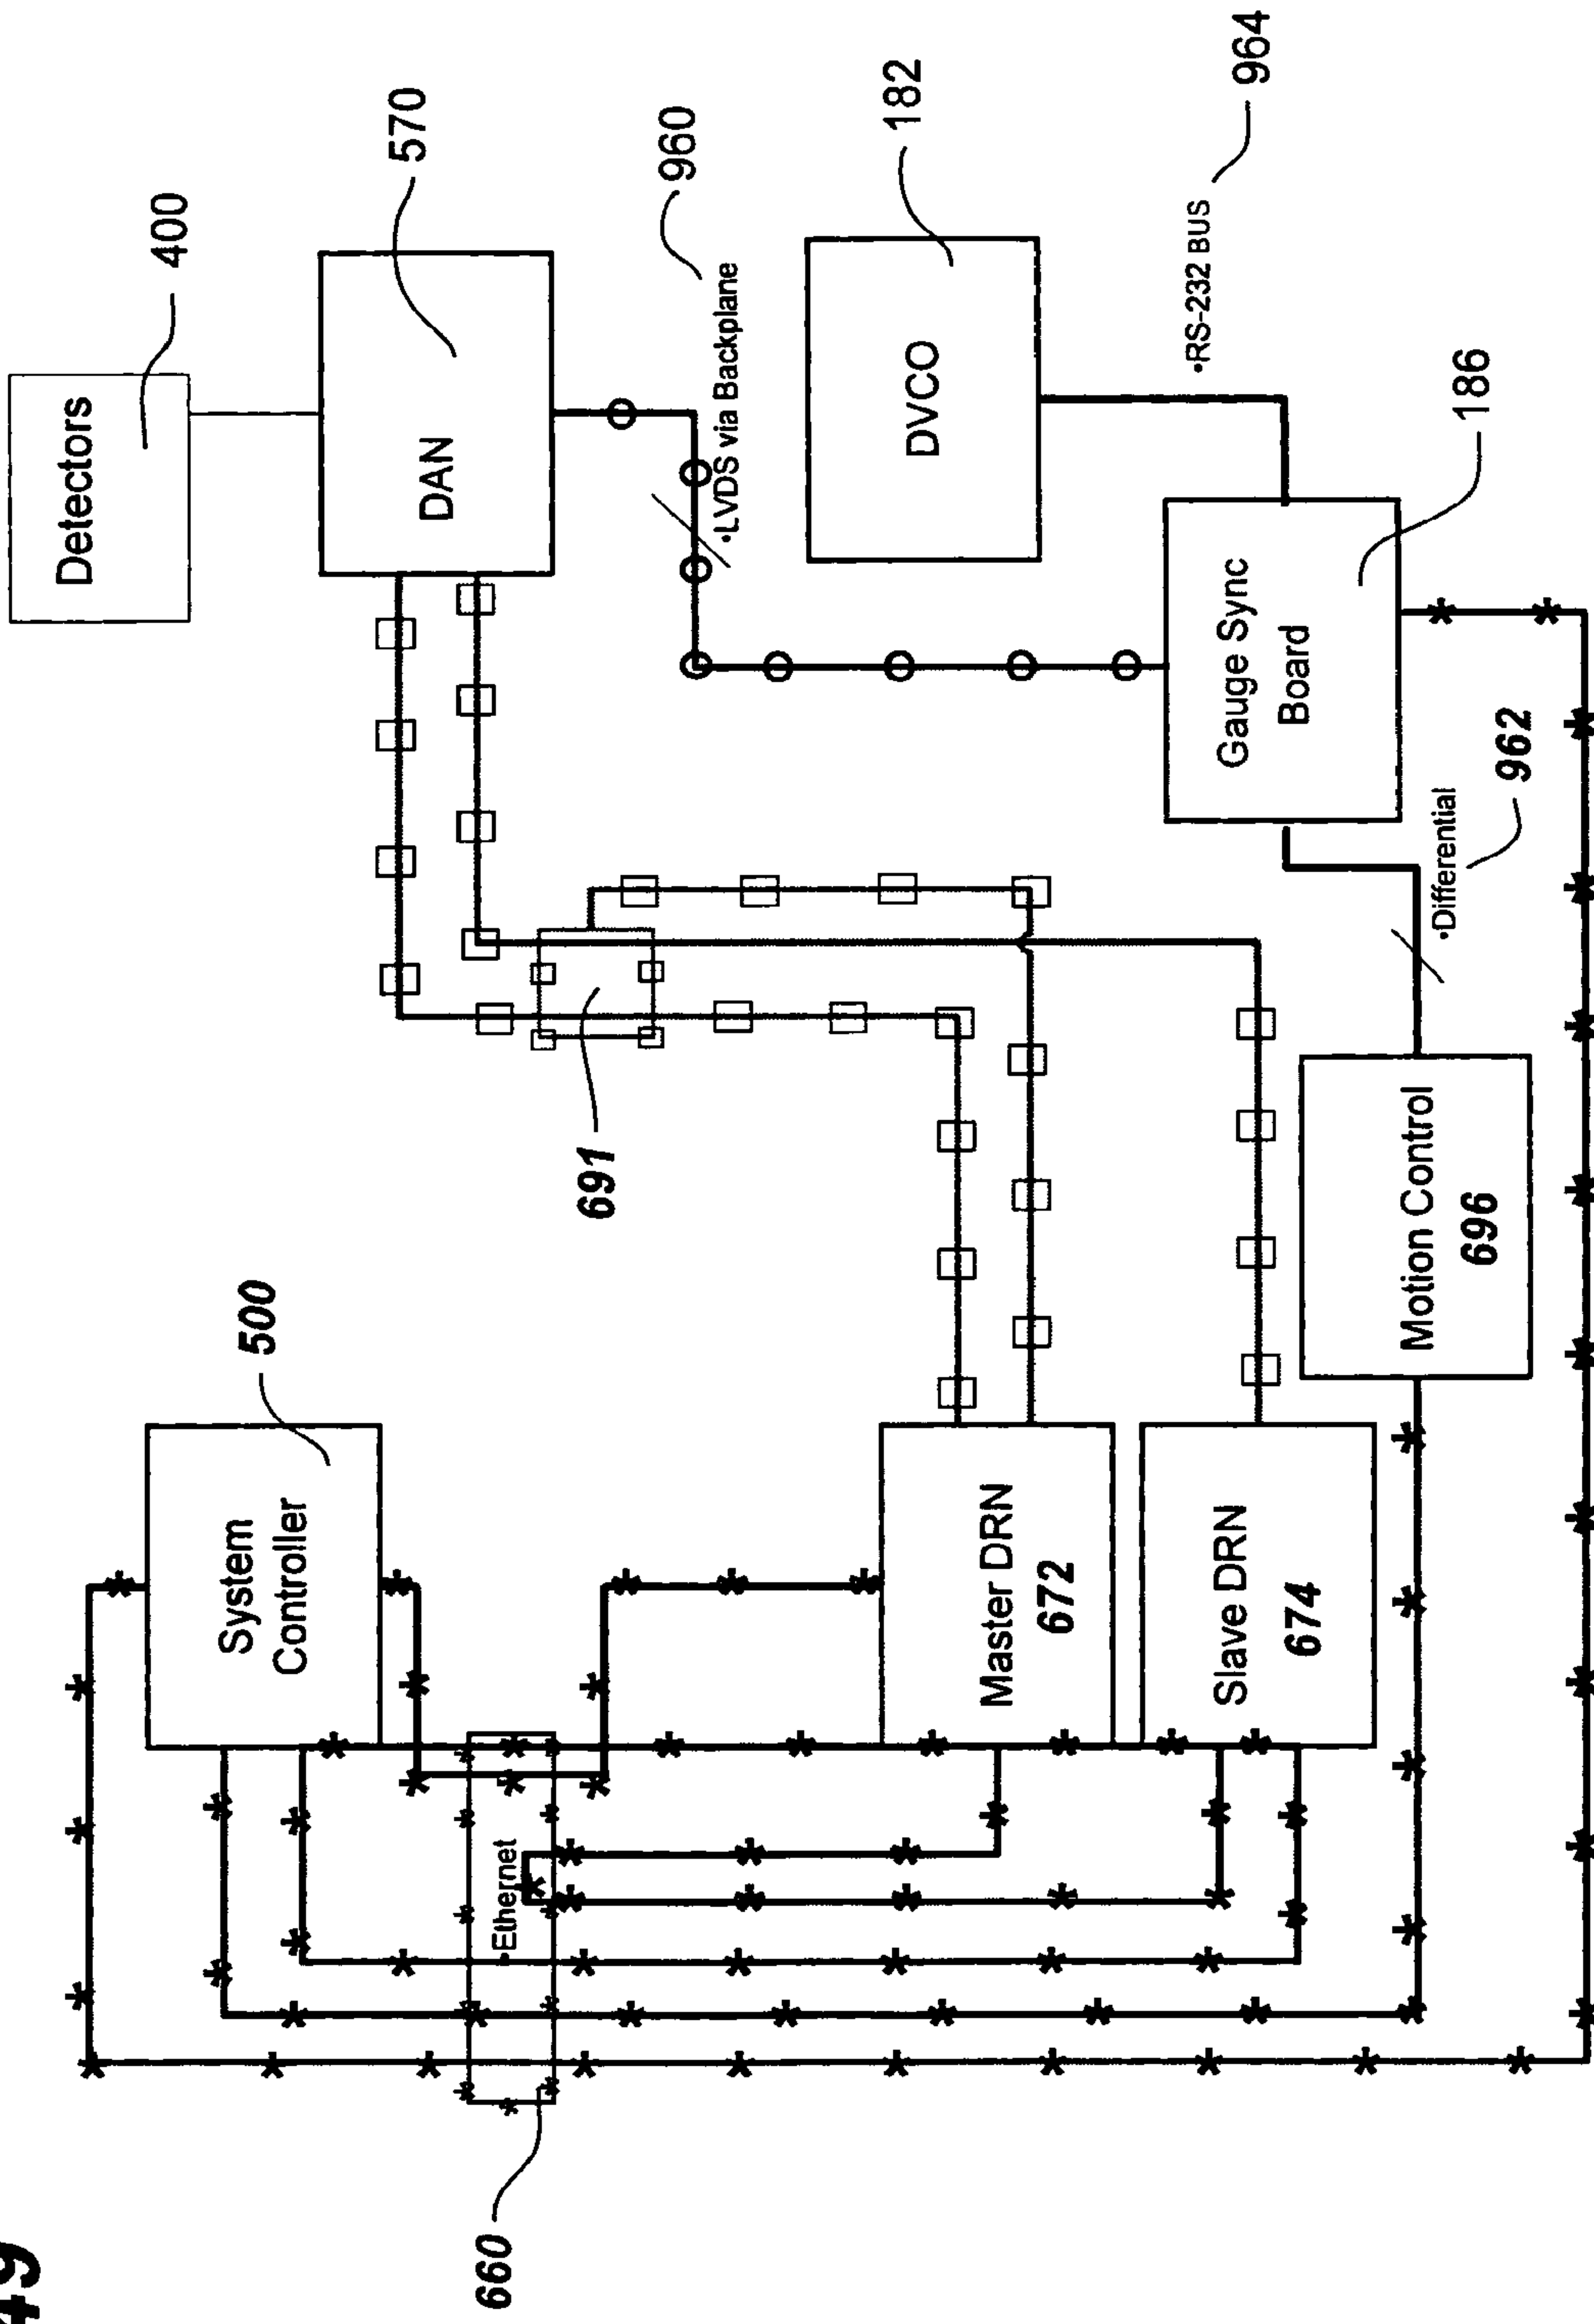 49
Detectors
400
System
Controller
500
DAN
570
660
•Ethernet
691
•LVDS via Backplane
960
DVCO
182
Master DRN
672
•RS-232 BUS
964
Slave DRN
674
Gauge Sync
Board
186
Motion Control
696
•Differential
962